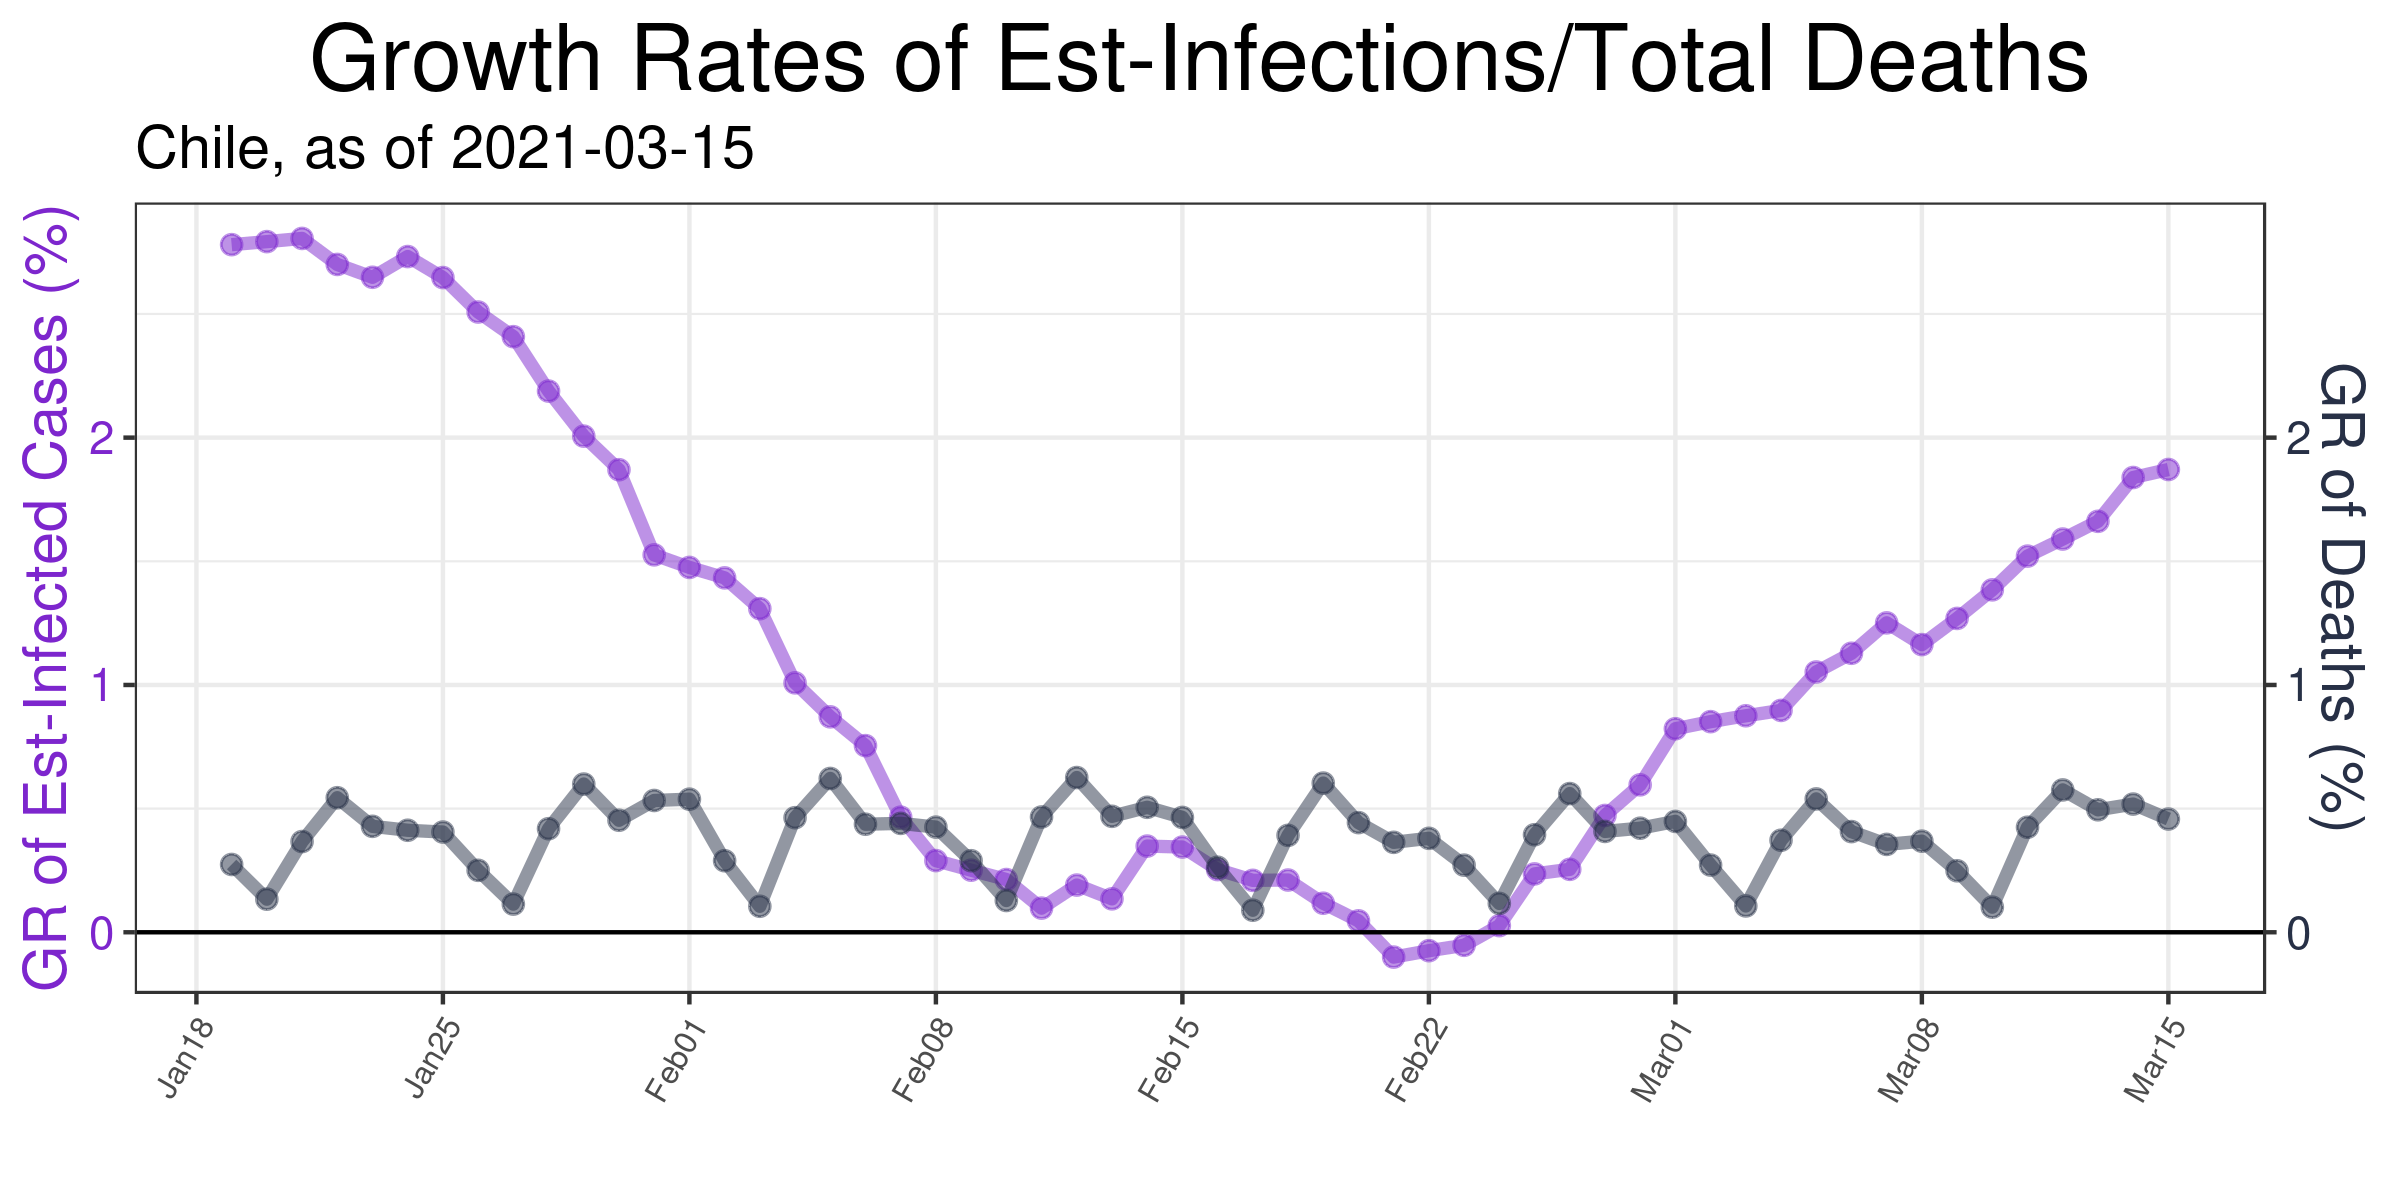 Growth Rates of Est-Infections/Total Deaths
Chile, as of 2021-03-15
GR of Est-Infected Cases (%)
2
1
0
2
1
0
GR of Deaths (%)
Jan18
Jan25
Feb01
Feb08
Feb15
Feb22
Mar01
Mar08
Mar15